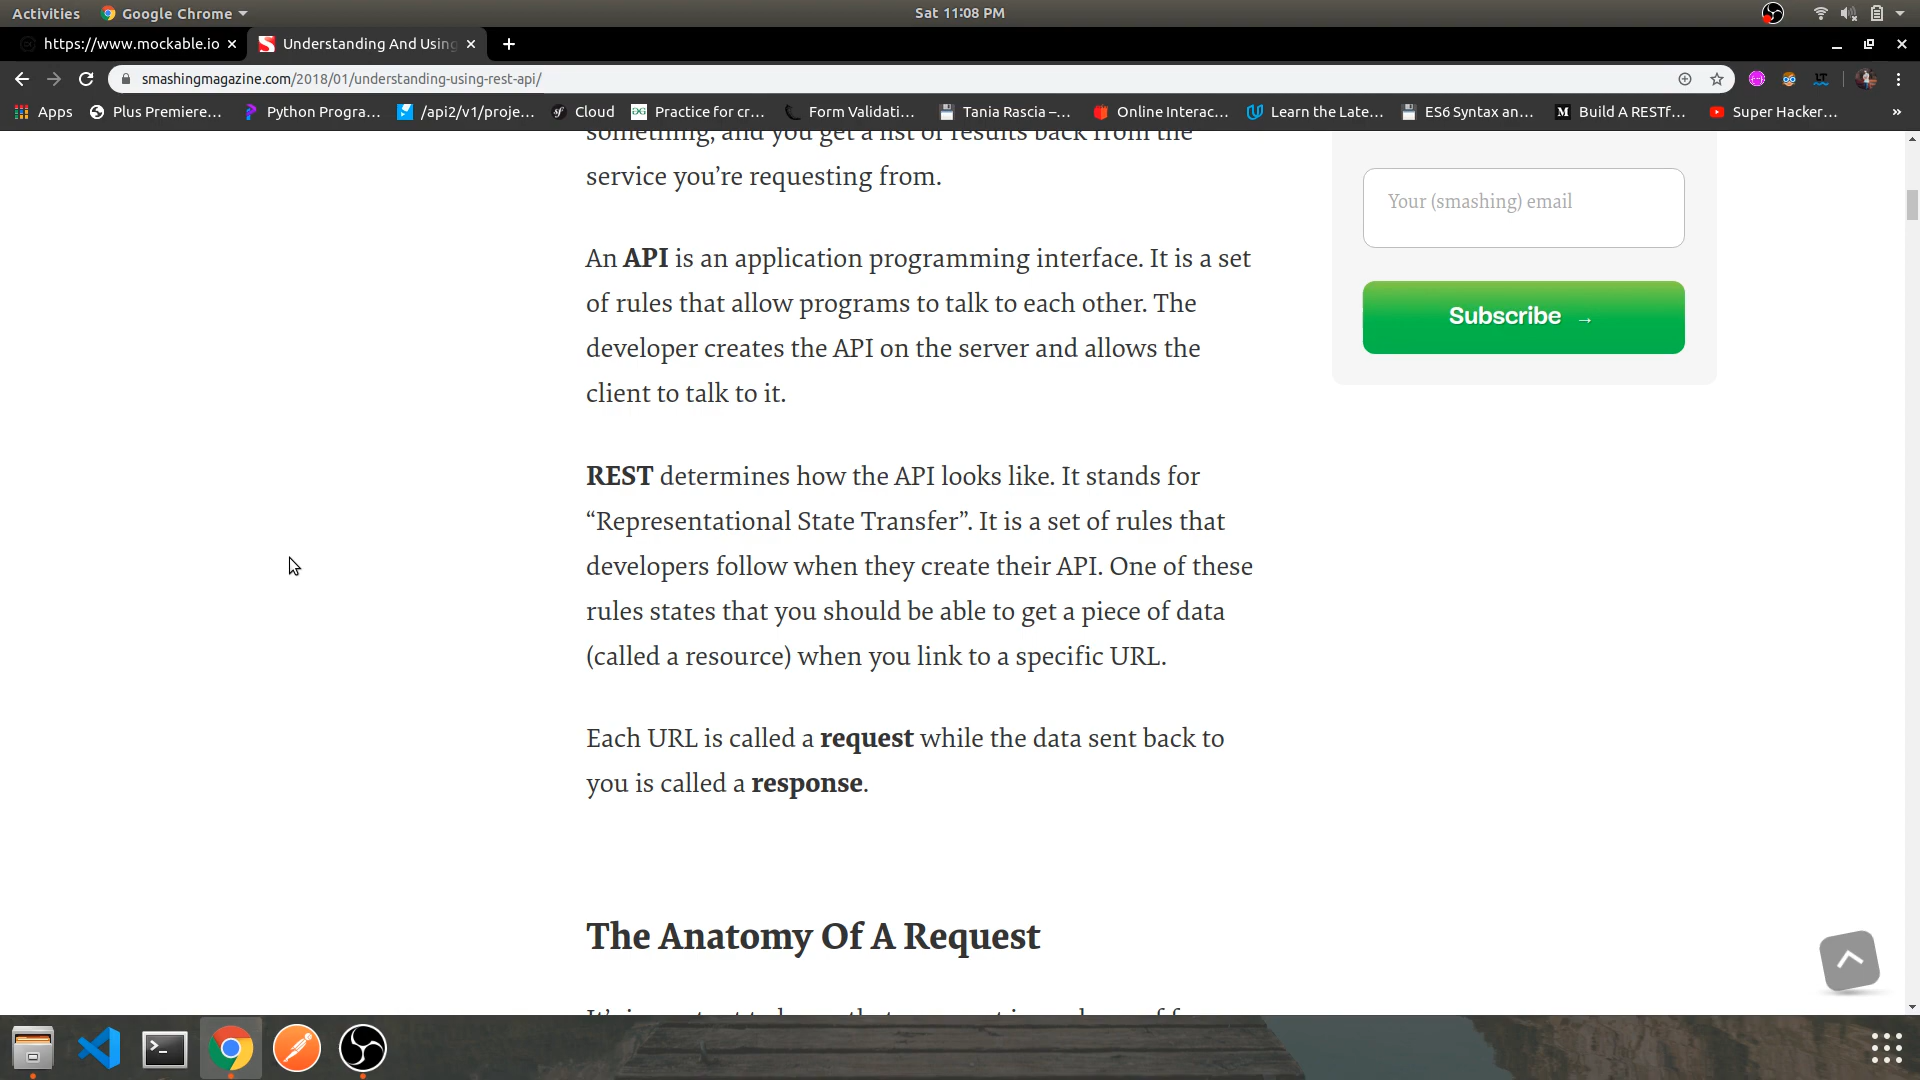 Activities Google Chrome Sat 11:08 PM
https://www.mockable.io Understanding And Using
smashingmagazine.com/2018/01/understanding-using-rest-api/
Apps Plus Premiere... Python Progra... /api2/v1/proje... Cloud Practice for cr... Form Validati... Tania Rascia –... Online Interac... Learn the Late... ES6 Syntax an... Build A RESTf... Super Hacker... »
something, and you get a list of results back from the
service you’re requesting from.
An API is an application programming interface. It is a set
of rules that allow programs to talk to each other. The
developer creates the API on the server and allows the
client to talk to it.
REST determines how the API looks like. It stands for
“Representational State Transfer”. It is a set of rules that
developers follow when they create their API. One of these
rules states that you should be able to get a piece of data
(called a resource) when you link to a specific URL.
Each URL is called a request while the data sent back to
you is called a response.
The Anatomy Of A Request
Your (smashing) email
Subscribe →